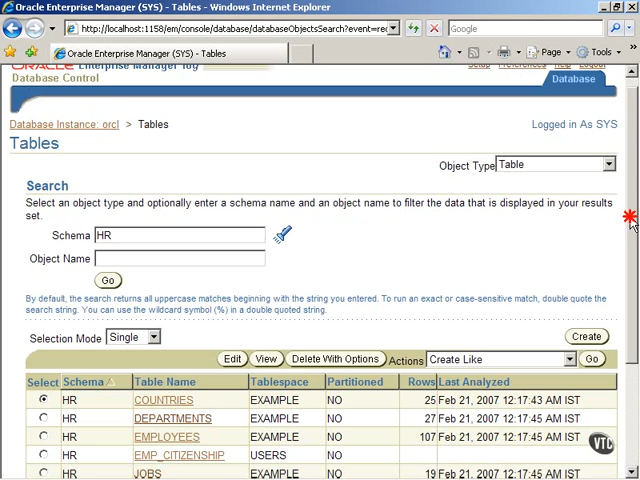 Oracle Enterprise Manager (SYS) - Tables - Windows Internet Explorer
http://localhost:1158/em/console/database/databaseObjectsSearch?event=re
Google
Oracle Enterprise Manager (SYS) - Tables
Page
Tools
ORACLE Enterprise Manager 10g
Setup Preferences Help Logout
Database Control
Database
Database Instance: orcl > Tables
Logged in As SYS
Tables
Object Type Table
Search
Select an object type and optionally enter a schema name and an object name to filter the data that is displayed in your results
set.
Schema HR
Object Name
Go
By default, the search returns all uppercase matches beginning with the string you entered. To run an exact or case-sensitive match, double quote the
search string. You can use the wildcard symbol (%) in a double quoted string.
Selection Mode Single
Create
Edit View Delete With Options Actions Create Like Go
Select Schema Table Name Tablespace Partitioned Rows Last Analyzed
HR COUNTRIES EXAMPLE NO 25 Feb 21, 2007 12:17:43 AM IST
HR DEPARTMENTS EXAMPLE NO 27 Feb 21, 2007 12:17:45 AM IST
HR EMPLOYEES EXAMPLE NO 107 Feb 21, 2007 12:17:45 AM IST
HR EMP_CITIZENSHIP USERS NO
HR JOBS EXAMPLE NO 19 Feb 21, 2007 12:17:45 AM IST
VTC